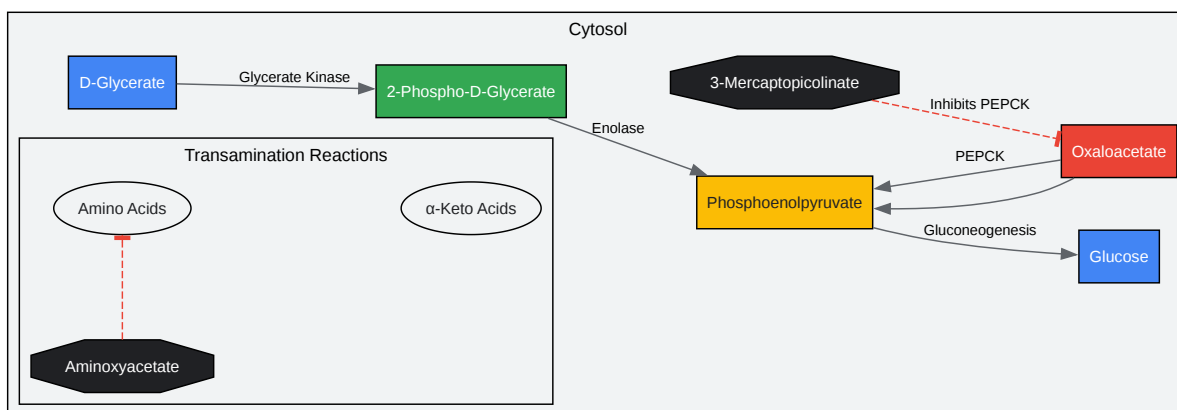 Cytosol
D-Glycerate
Glycerate Kinase
2-Phospho-D-Glycerate
3-Mercaptopicolinate
Inhibits PEPCK
Enolase
Oxaloacetate
PEPCK
Transamination Reactions
Amino Acids
α-Keto Acids
Phosphoenolpyruvate
Gluconeogenesis
Glucose
Aminoxyacetate